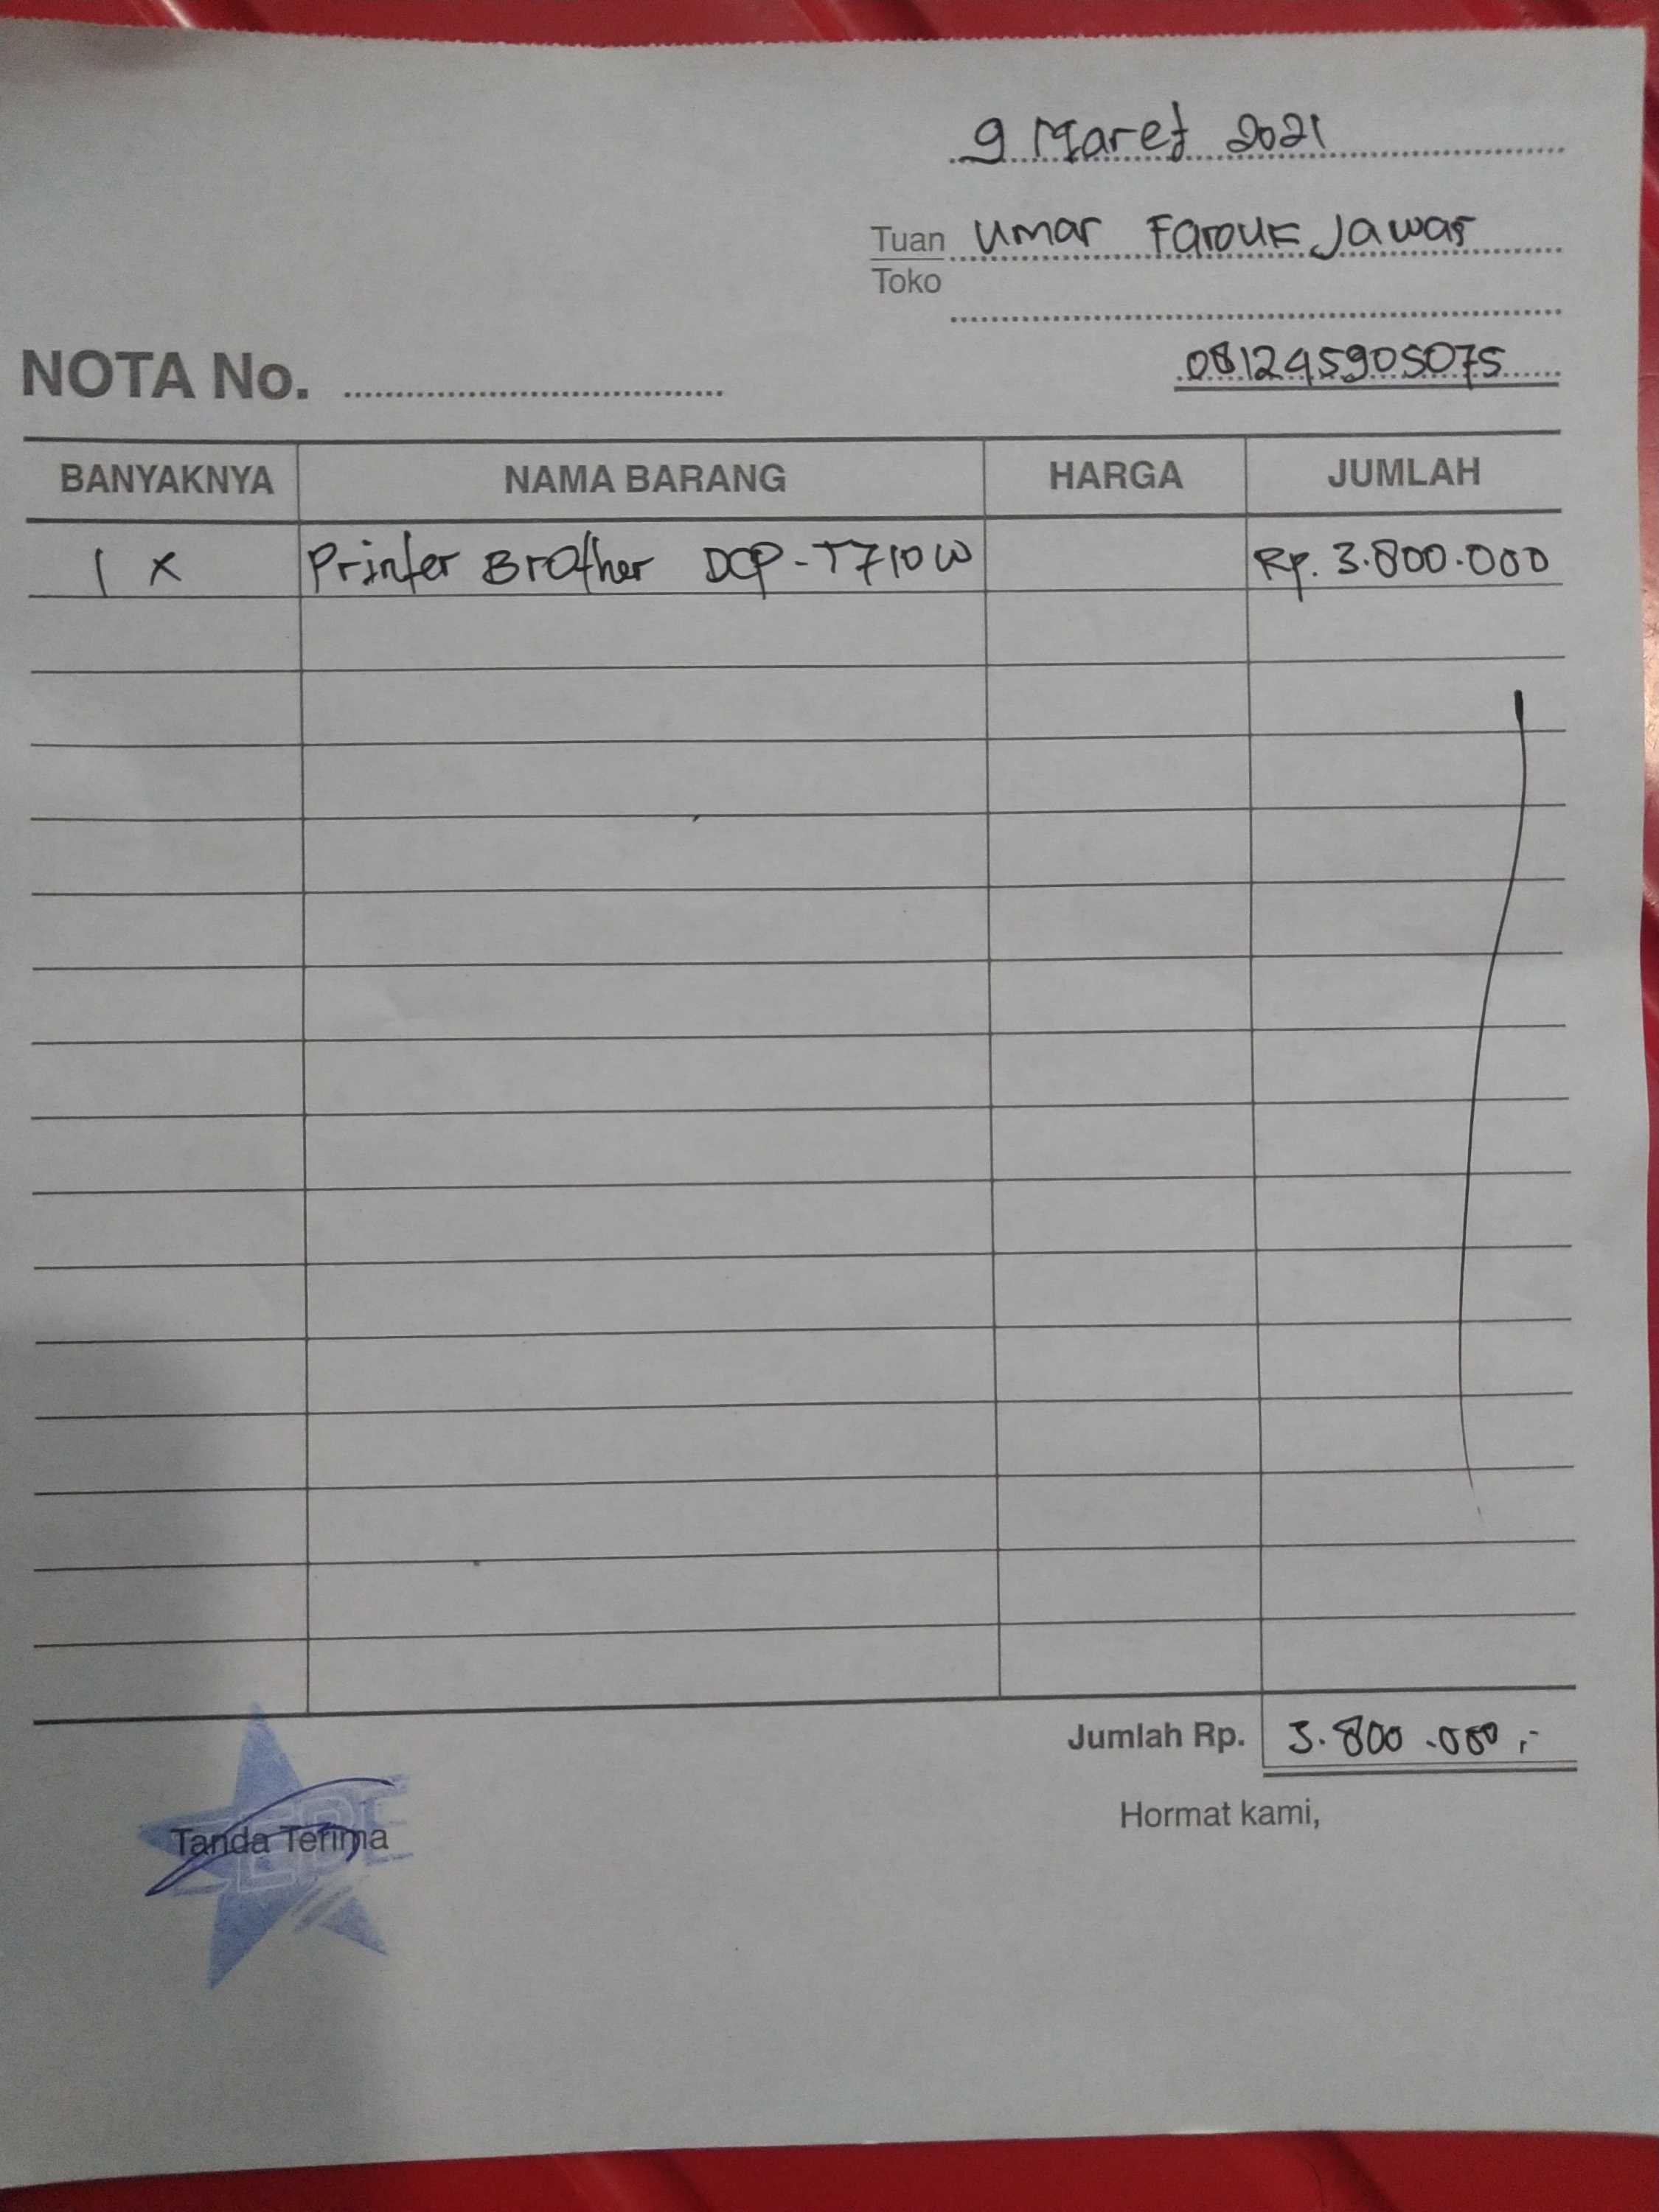 9 Maret 2021
Tuan Umar Farouk Jawas
Toko
NOTA No.
081245905075
BANYAKNYA NAMA BARANG HARGA JUMLAH
1 x Printer Brother DCP-T710W Rp. 3.800.000
Jumlah Rp. 3.800.000,-
Hormat kami,
Tanda Terima